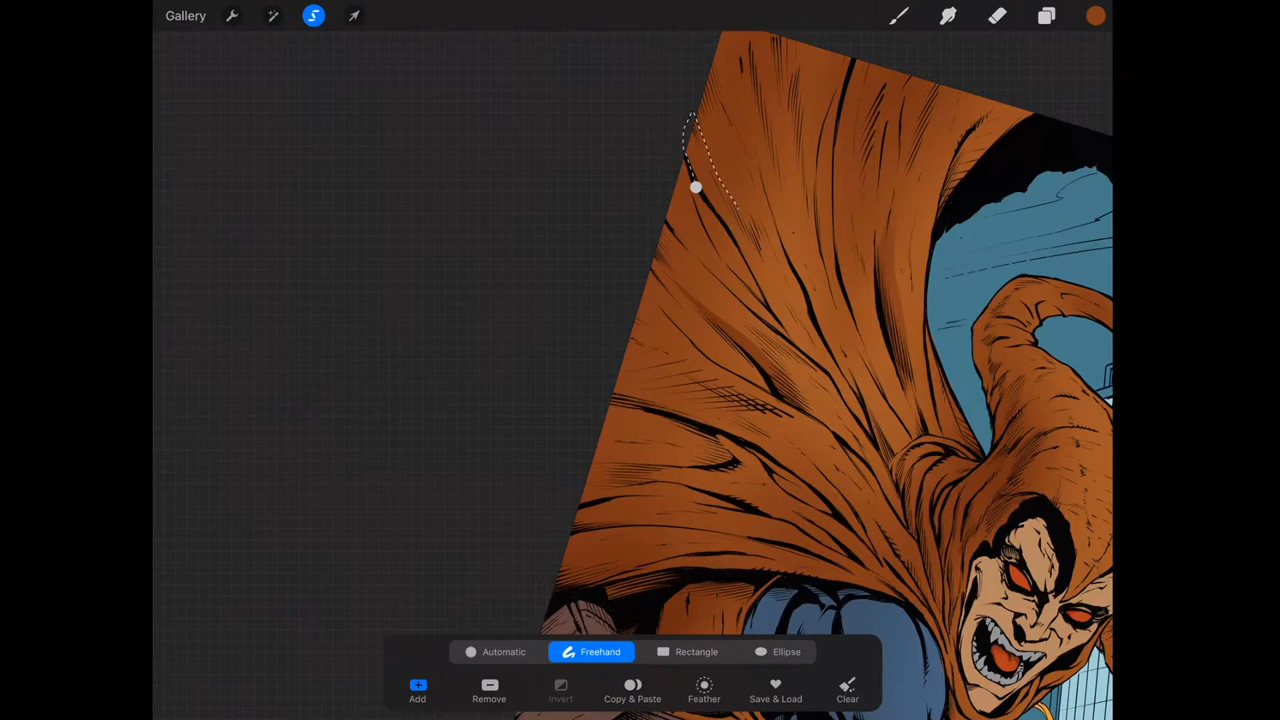 Gallery
Automatic Freehand Rectangle Ellipse
Add Remove Invert Copy & Paste Feather Save & Load Clear